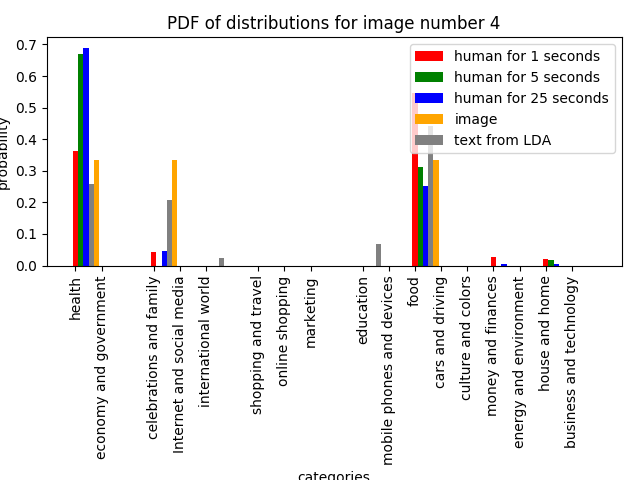 PDF of distributions for image number 4
probability
0.7
0.6
0.5
0.4
0.3
0.2
0.1
0.0
human for 1 seconds
human for 5 seconds
human for 25 seconds
image
text from LDA
health
economy and government
celebrations and family
Internet and social media
international world
shopping and travel
online shopping
marketing
education
mobile phones and devices
food
cars and driving
culture and colors
money and finances
energy and environment
house and home
business and technology
categories